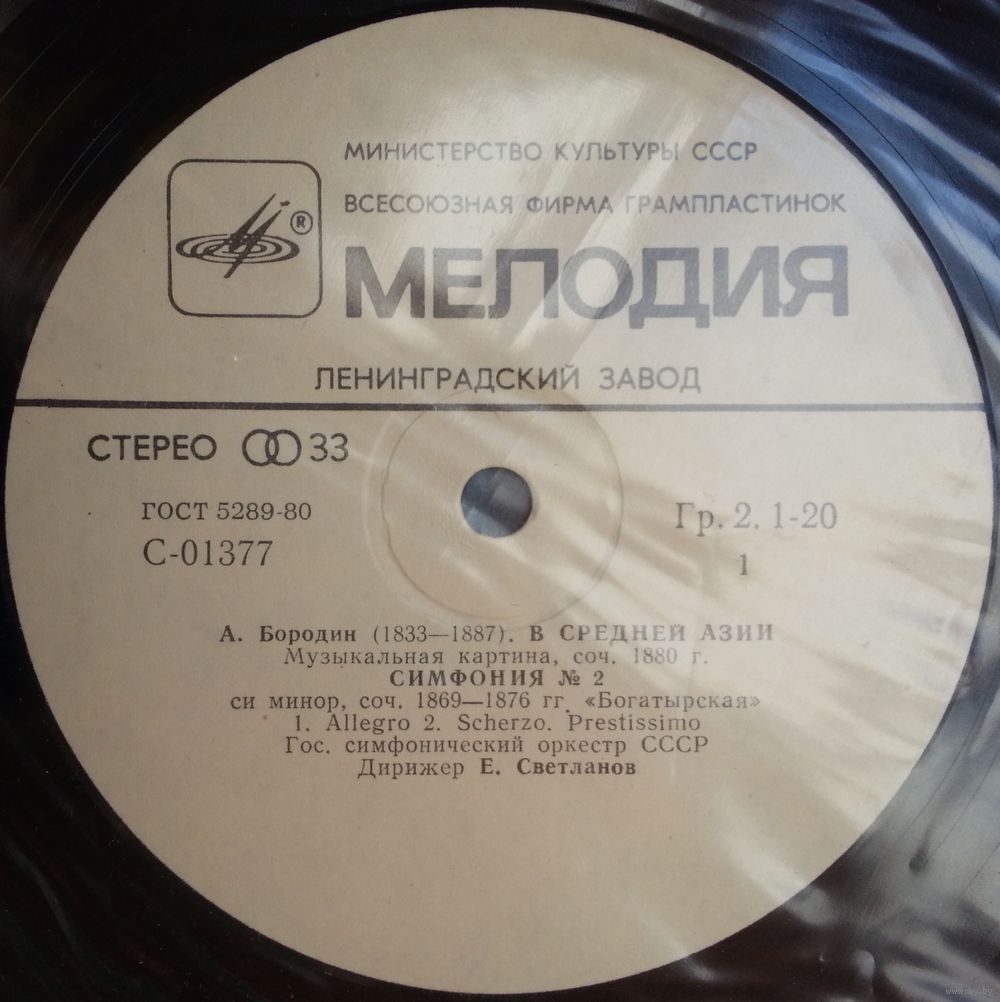 МИНИСТЕРСТВО КУЛЬТУРЫ СССР
ВСЕСОЮЗНАЯ ФИРМА ГРАМПЛАСТИНОК
®
МЕЛОДИЯ
ЛЕНИНГРАДСКИЙ ЗАВОД
СТЕРЕО 33
ГОСТ 5289-80
Гр. 2. 1-20
С-01377
1
А. Бородин (1833—1887). В СРЕДНЕЙ АЗИИ
Музыкальная картина, соч. 1880 г.
СИМФОНИЯ № 2
си минор, соч. 1869—1876 гг. «Богатырская»
1. Allegro 2. Scherzo. Prestissimo
Гос. симфонический оркестр СССР
Дирижер Е. Светланов